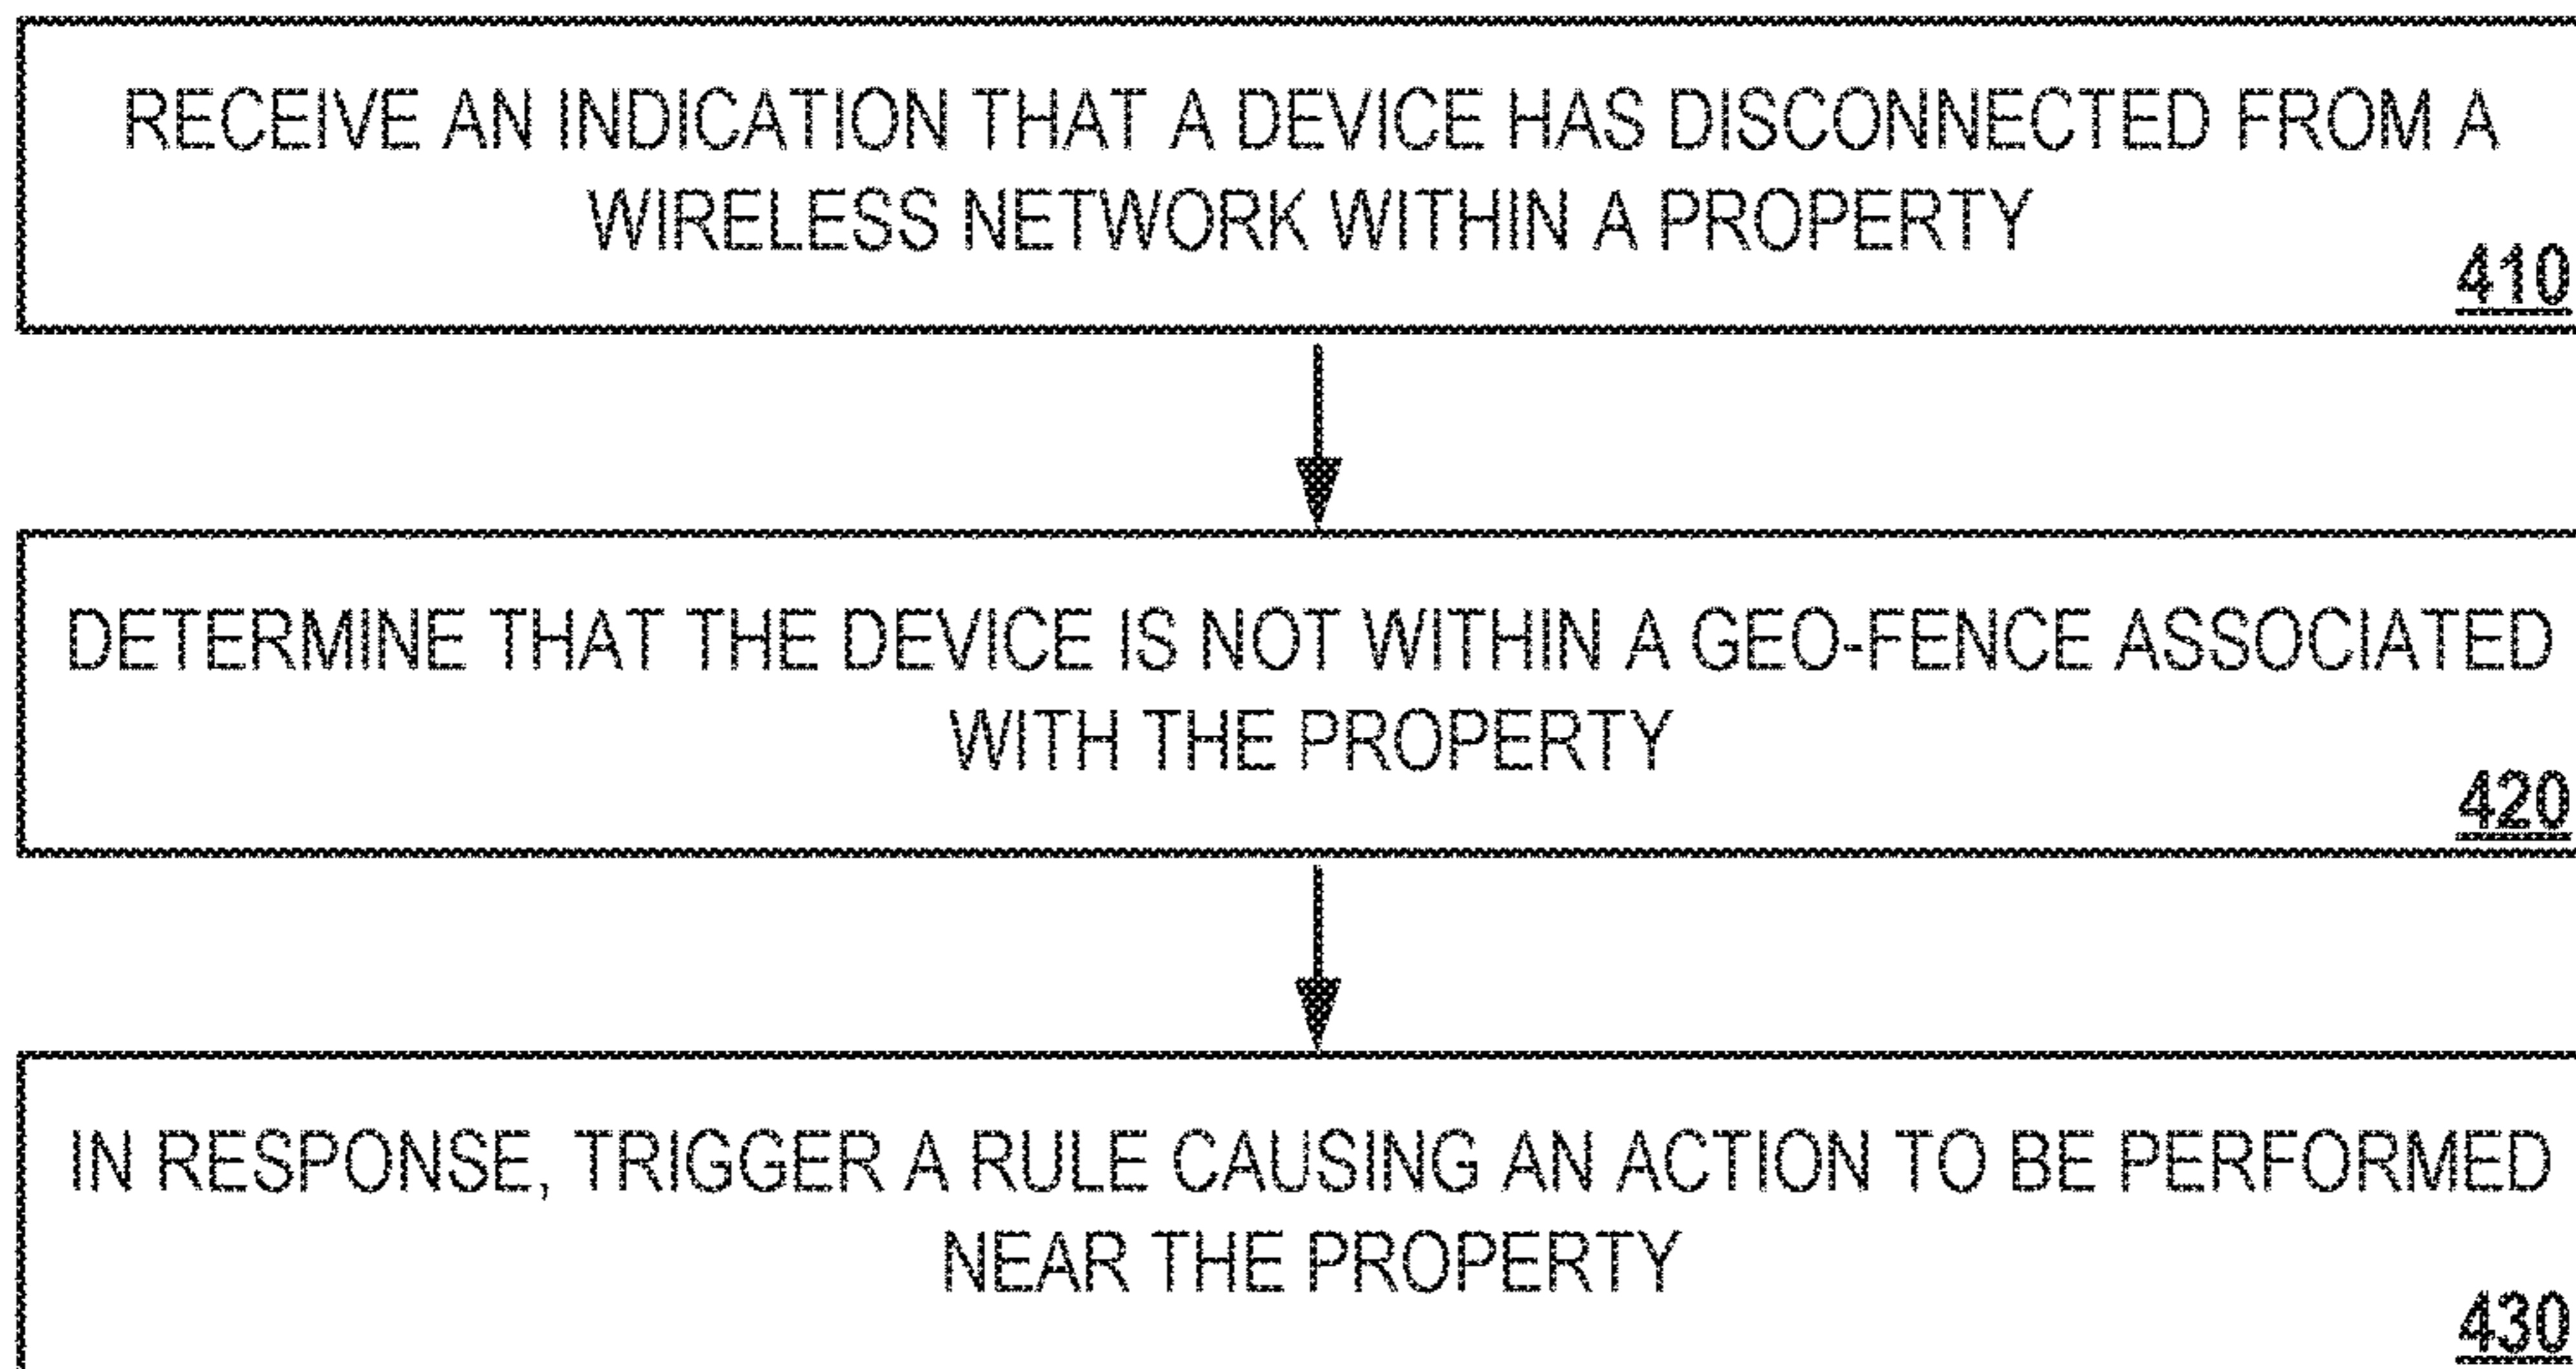 RECEIVE AN INDICATION THAT A DEVICE HAS DISCONNECTED FROM A
WIRELESS NETWORK WITHIN A PROPERTY
410
DETERMINE THAT THE DEVICE IS NOT WITHIN A GEO-FENCE ASSOCIATED
WITH THE PROPERTY
420
IN RESPONSE, TRIGGER A RULE CAUSING AN ACTION TO BE PERFORMED
NEAR THE PROPERTY
430